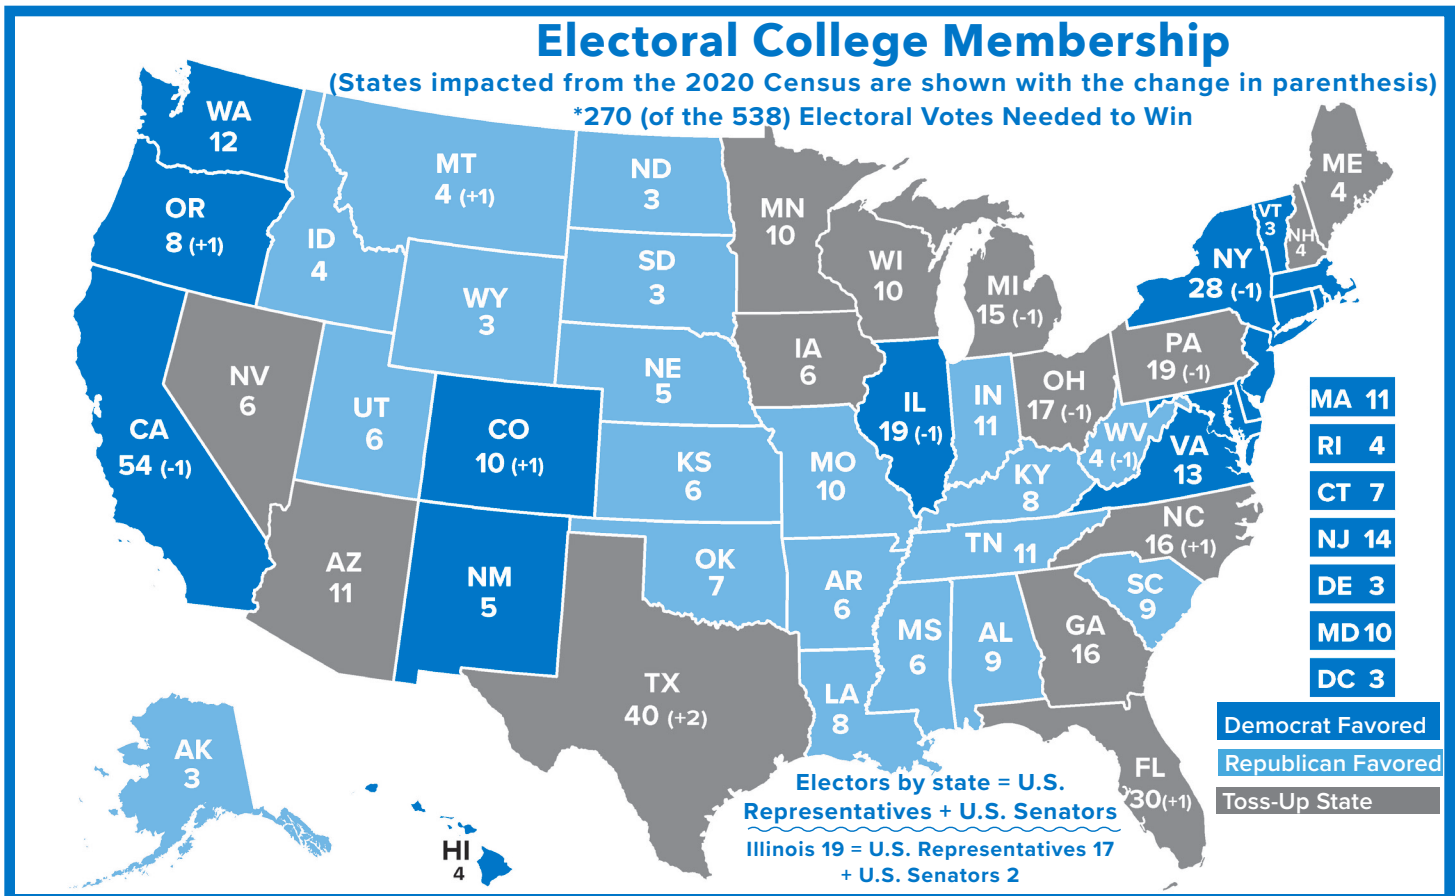 Electoral College Membership
(States impacted from the 2020 Census are shown with the change in parenthesis)
*270 (of the 538) Electoral Votes Needed to Win
WA
12
OR
8 (+1)
CA
54 (-1)
NV
6
ID
4
MT
4 (+1)
WY
3
UT
6
AZ
11
CO
10 (+1)
NM
5
ND
3
SD
3
NE
5
KS
6
OK
7
TX
40 (+2)
MN
10
IA
6
MO
10
AR
6
LA
8
WI
10
IL
19 (-1)
MI
15 (-1)
IN
11
OH
17 (-1)
KY
8
TN 11
MS
6
AL
9
GA
16
FL
30(+1)
SC
9
NC
16 (+1)
VA
13
WV
4 (-1)
PA
19 (-1)
NY
28 (-1)
VT
3
NH
4
ME
4
AK
3
HI
4
MA 11
RI 4
CT 7
NJ 14
DE 3
MD 10
DC 3
Democrat Favored
Republican Favored
Toss-Up State
Electors by state = U.S.
Representatives + U.S. Senators
Illinois 19 = U.S. Representatives 17
+ U.S. Senators 2